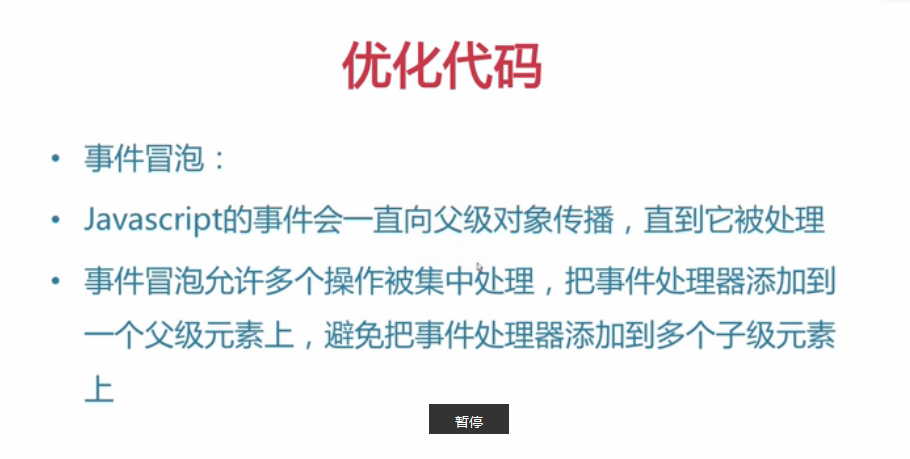 优化代码
• 事件冒泡：
• Javascript的事件会一直向父级对象传播，直到它被处理
• 事件冒泡允许多个操作被集中处理，把事件处理器添加到
一个父级元素上，避免把事件处理器添加到多个子级元素
上
暂停